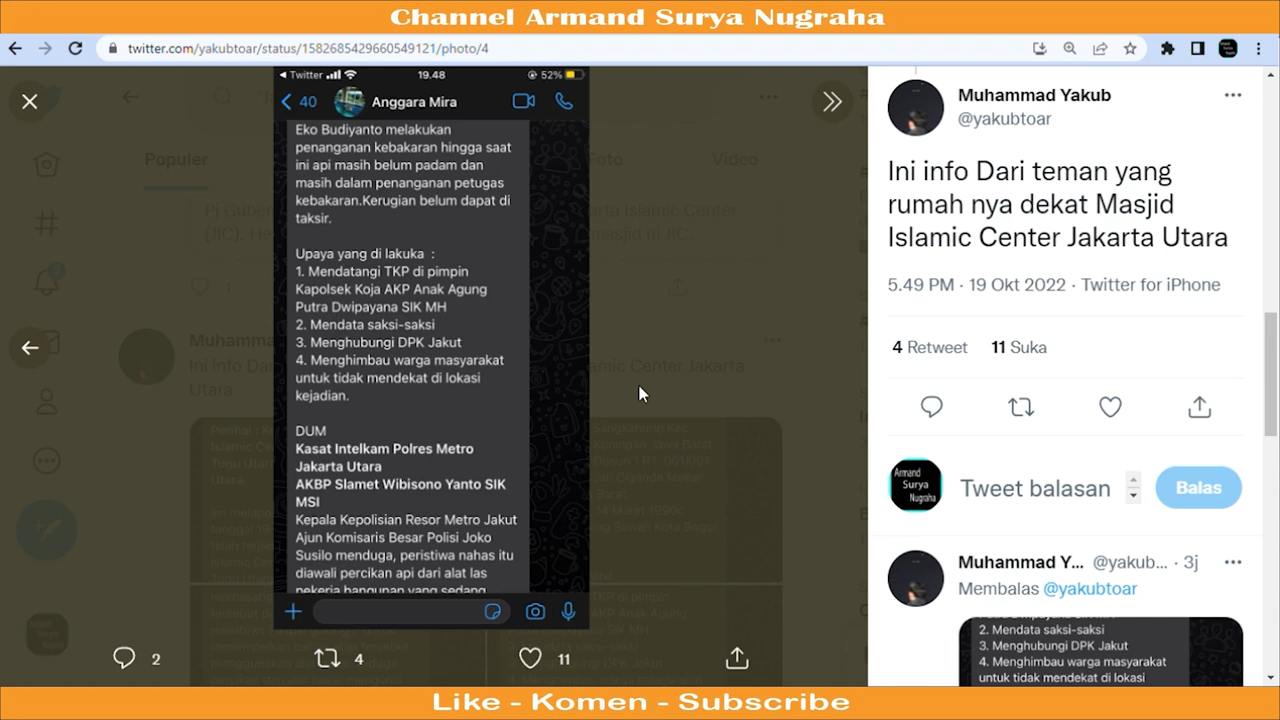 Channel Armand Surya Nugraha
twitter.com/yakubtoar/status/1582685429660549121/photo/4
Twitter
19.48
52%
40
Anggara Mira
Eko Budiyanto melakukan
penanganan kebakaran hingga saat
ini api masih belum padam dan
masih dalam penanganan petugas
kebakaran.Kerugian belum dapat di
taksir.
Upaya yang di lakuka :
1. Mendatangi TKP di pimpin
Kapolsek Koja AKP Anak Agung
Putra Dwipayana SIK MH
2. Mendata saksi-saksi
3. Menghubungi DPK Jakut
4. Menghimbau warga masyarakat
untuk tidak mendekat di lokasi
kejadian.
DUM
Kasat Intelkam Polres Metro
Jakarta Utara
AKBP Slamet Wibisono Yanto SIK
MSI
Kepala Kepolisian Resor Metro Jakut
Ajun Komisaris Besar Polisi Joko
Susilo menduga, peristiwa nahas itu
diawali percikan api dari alat las
pekerja bangunan yang sedang
2
4
11
Populer
Foto
Video
Muhammad Yakub
@yakubtoar
Ini info Dari teman yang
rumah nya dekat Masjid
Islamic Center Jakarta Utara
5.49 PM · 19 Okt 2022 · Twitter for iPhone
4 Retweet 11 Suka
Armand
Surya
Nugraha
Tweet balasan
Balas
Muhammad Y... @yakub... · 3j
Membalas @yakubtoar
2. Mendata saksi-saksi
3. Menghubungi DPK Jakut
4. Menghimbau warga masyarakat
untuk tidak mendekat di lokasi
Like - Komen - Subscribe